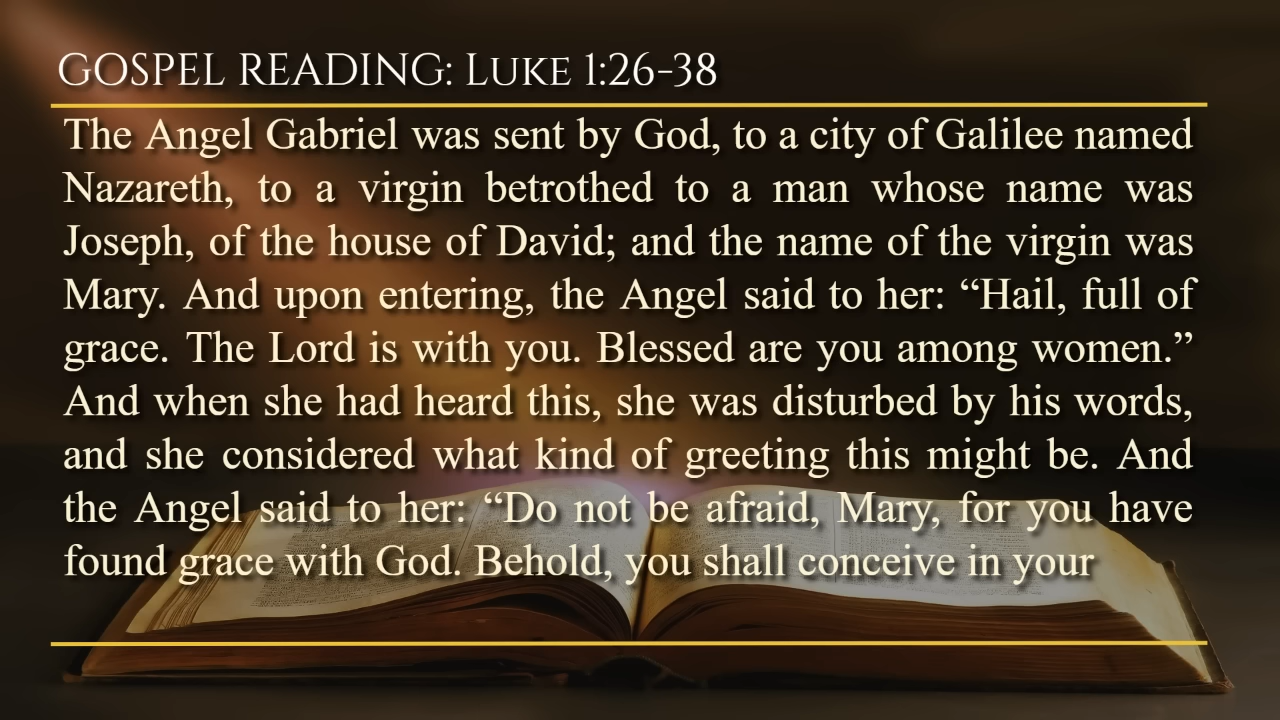 GOSPEL READING: LUKE 1:26-38
The Angel Gabriel was sent by God, to a city of Galilee named
Nazareth, to a virgin betrothed to a man whose name was
Joseph, of the house of David; and the name of the virgin was
Mary. And upon entering, the Angel said to her: “Hail, full of
grace. The Lord is with you. Blessed are you among women.”
And when she had heard this, she was disturbed by his words,
and she considered what kind of greeting this might be. And
the Angel said to her: “Do not be afraid, Mary, for you have
found grace with God. Behold, you shall conceive in your